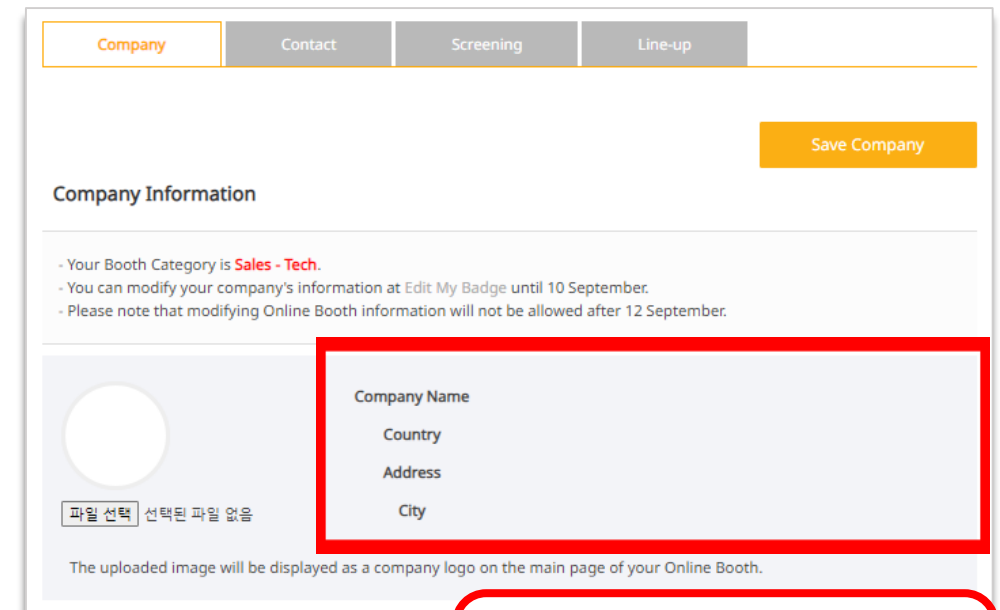 Company Contact Screening Line-up
Save Company
Company Information
- Your Booth Category is Sales - Tech.
- You can modify your company's information at Edit My Badge until 10 September.
- Please note that modifying Online Booth information will not be allowed after 12 September.
Company Name
Country
Address
City
파일 선택 선택된 파일 없음
The uploaded image will be displayed as a company logo on the main page of your Online Booth.